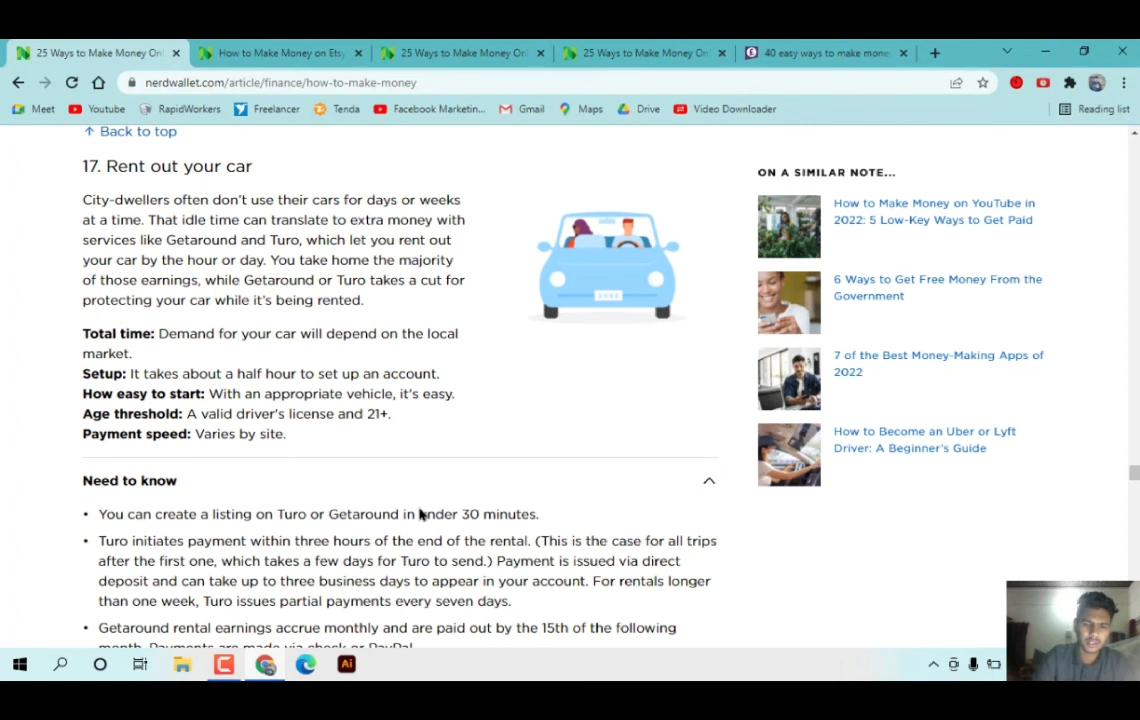 25 Ways to Make Money Onl
How to Make Money on Etsy
25 Ways to Make Money Onl
25 Ways to Make Money Onl
40 easy ways to make money
nerdwallet.com/article/finance/how-to-make-money
Meet
Youtube
RapidWorkers
Freelancer
Tenda
Facebook Marketin...
Gmail
Maps
Drive
Video Downloader
Reading list
Back to top
17. Rent out your car
City-dwellers often don't use their cars for days or weeks
at a time. That idle time can translate to extra money with
services like Getaround and Turo, which let you rent out
your car by the hour or day. You take home the majority
of those earnings, while Getaround or Turo takes a cut for
protecting your car while it's being rented.
Total time: Demand for your car will depend on the local
market.
Setup: It takes about a half hour to set up an account.
How easy to start: With an appropriate vehicle, it's easy.
Age threshold: A valid driver's license and 21+.
Payment speed: Varies by site.
Need to know
• You can create a listing on Turo or Getaround in under 30 minutes.
• Turo initiates payment within three hours of the end of the rental. (This is the case for all trips
after the first one, which takes a few days for Turo to send.) Payment is issued via direct
deposit and can take up to three business days to appear in your account. For rentals longer
than one week, Turo issues partial payments every seven days.
• Getaround rental earnings accrue monthly and are paid out by the 15th of the following
month. Payments are made via check or PayPal.
ON A SIMILAR NOTE...
How to Make Money on YouTube in
2022: 5 Low-Key Ways to Get Paid
6 Ways to Get Free Money From the
Government
7 of the Best Money-Making Apps of
2022
How to Become an Uber or Lyft
Driver: A Beginner's Guide
Ai